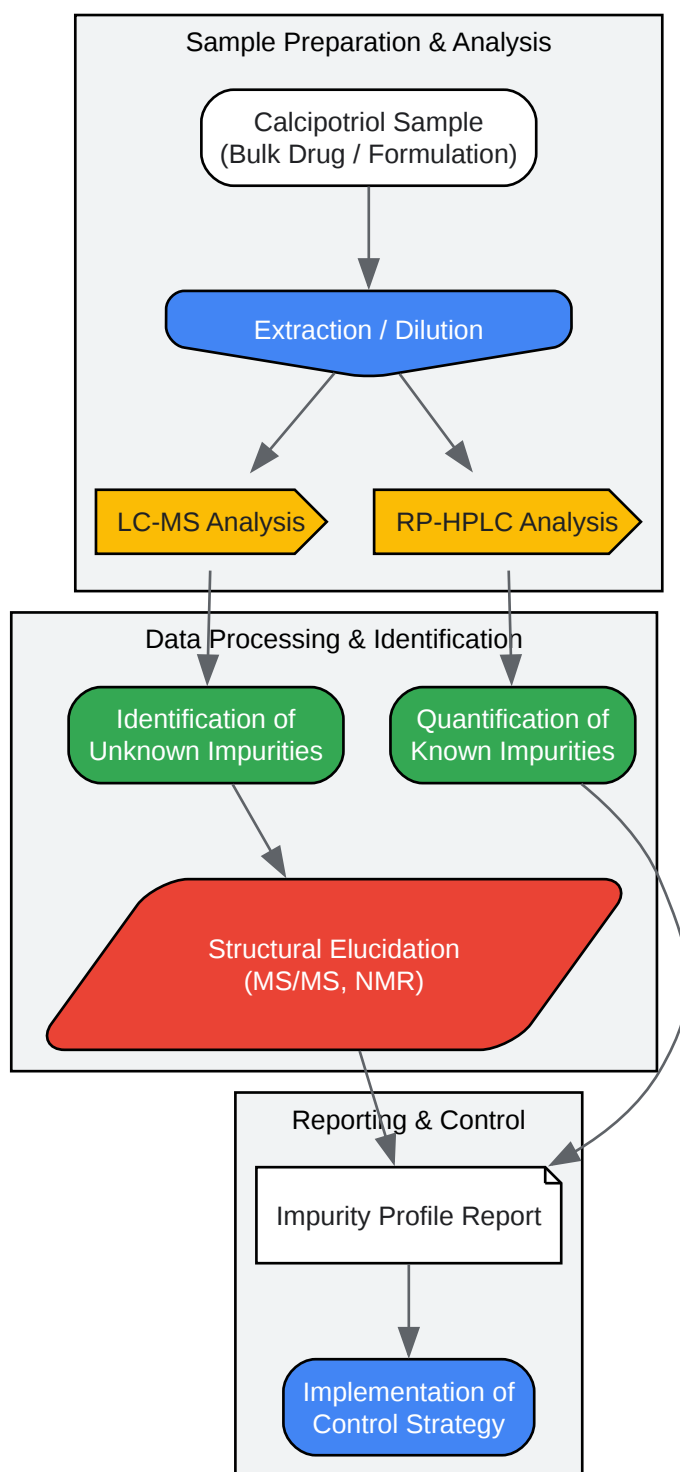 Sample Preparation & Analysis
Calcipotriol Sample
(Bulk Drug / Formulation)
Extraction / Dilution
LC-MS Analysis
RP-HPLC Analysis
Data Processing & Identification
Identification of
Unknown Impurities
Quantification of
Known Impurities
Structural Elucidation
(MS/MS, NMR)
Reporting & Control
Impurity Profile Report
Implementation of
Control Strategy